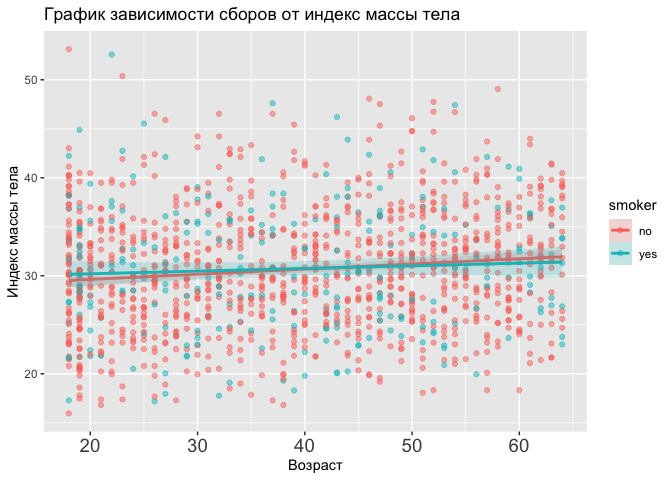 График зависимости сборов от индекс массы тела
Индекс массы тела
50
40
30
20
20 30 40 50 60
Возраст
smoker
no
yes